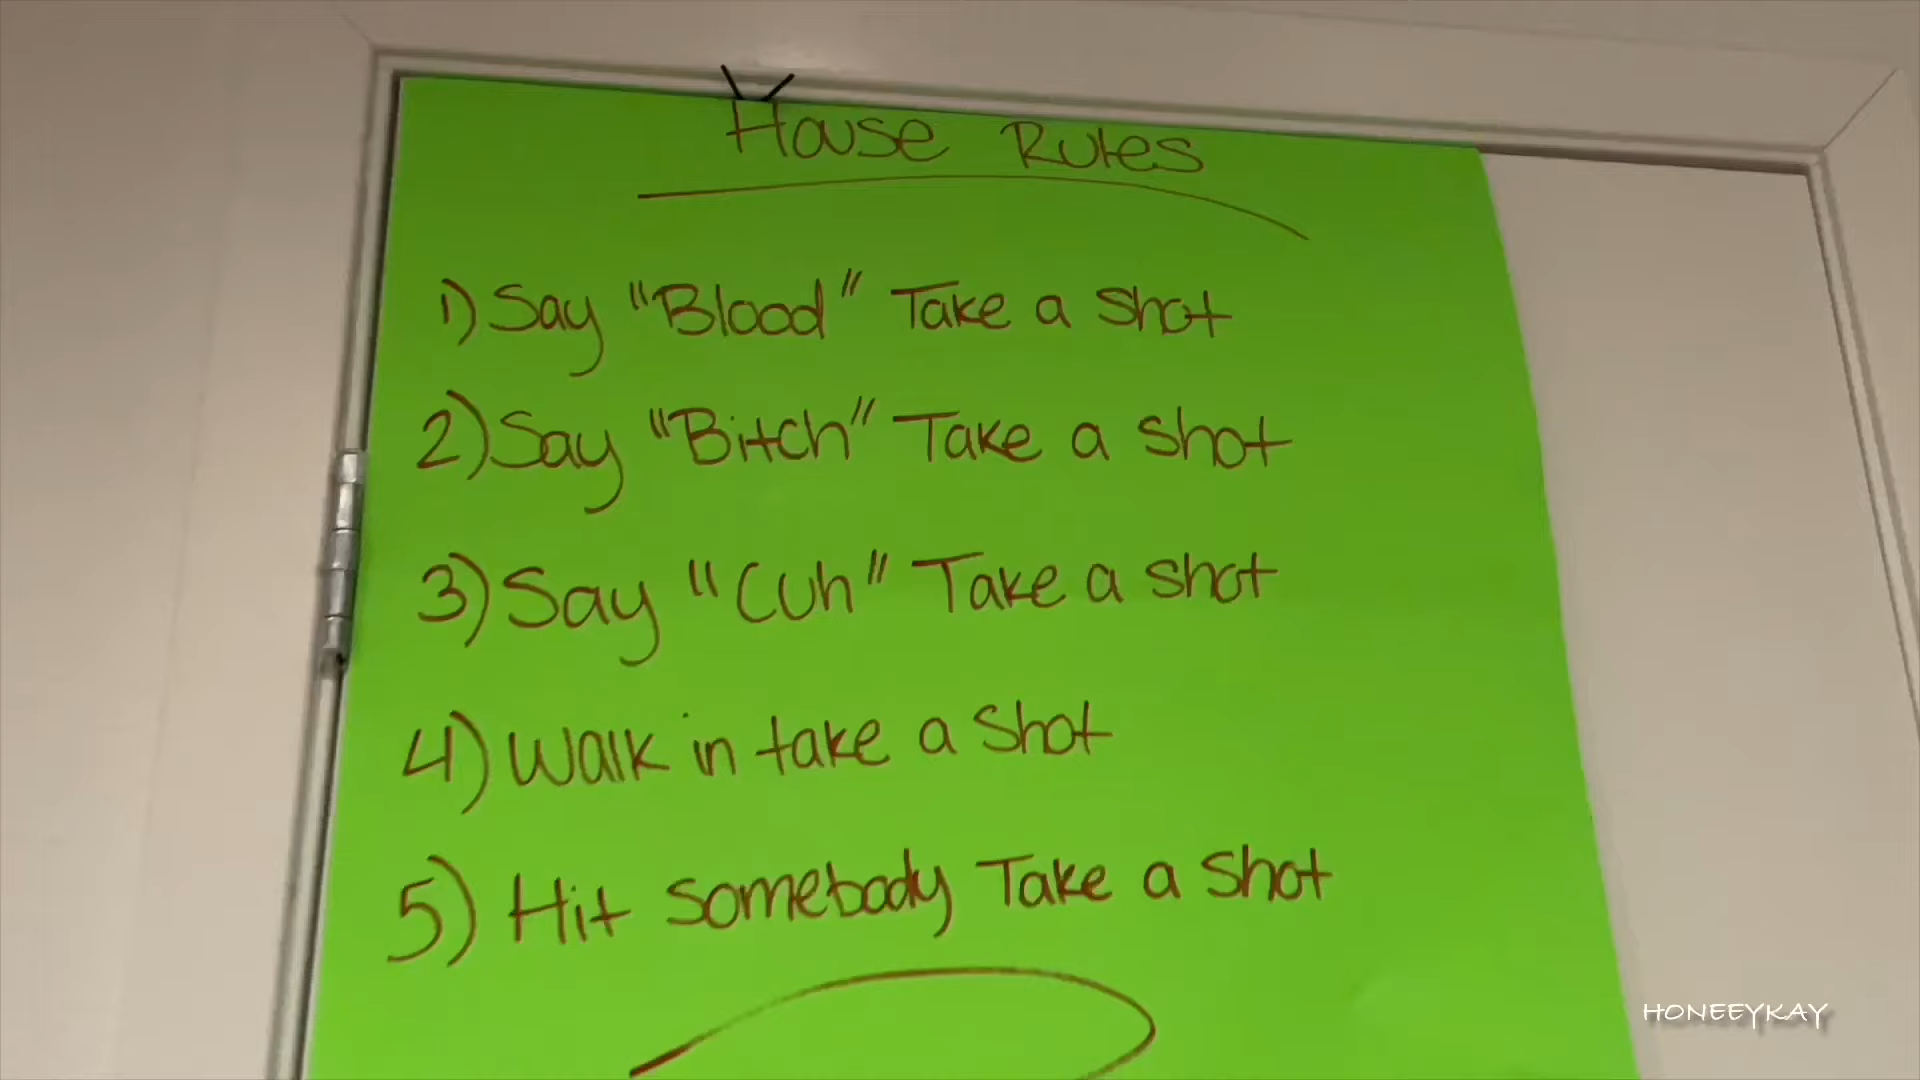 House Rules
1) Say "Blood" Take a shot
2) Say "Bitch" Take a shot
3) Say "Cuh" Take a shot
4) Walk in take a shot
5) Hit somebody Take a shot
HONEEYKAY